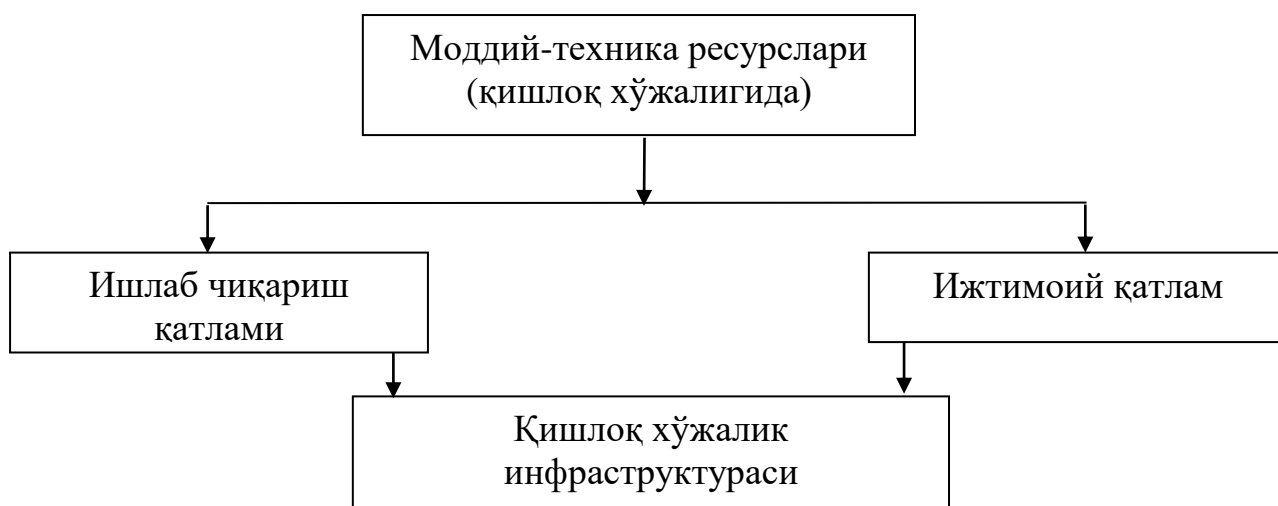 Моддий-техника ресурслари
(қишлоқ хўжалигида)
Ишлаб чиқариш
қатлами
Ижтимоий қатлам
Қишлоқ хўжалик
инфраструктураси